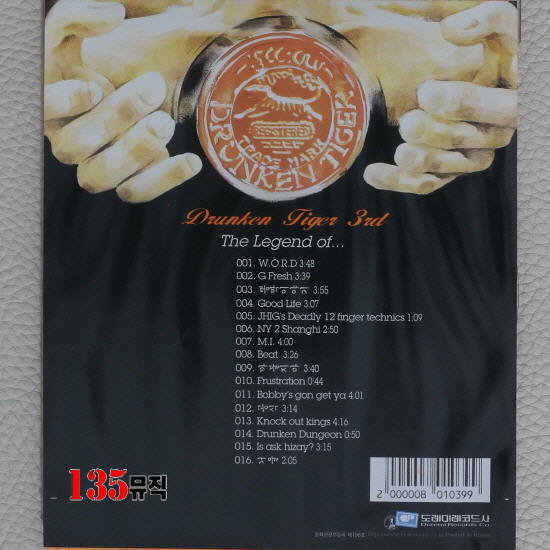 DRUNKEN TIGER
REGISTERED
TRADE MARK
Drunken Tiger 3rd
The Legend of...
001. W.O.R.D 3:48
002. G Fresh 3:39
003. 3:55
004. Good Life 3:07
005. JHIG's Deadly 12 finger technics 1:09
006. NY 2 Shanghi 2:50
007. M.I. 4:00
008. Beat 3:26
009. 3:40
010. Frustration 0:44
011. Bobby's gon get ya 4:01
012. 3:14
013. Knock out kings 4:16
014. Drunken Dungeon 0:50
015. Is ask hizay? 3:15
016. 2:05
135뮤직
2 000008 010399
도레미레코드사
Doremi Records Co.